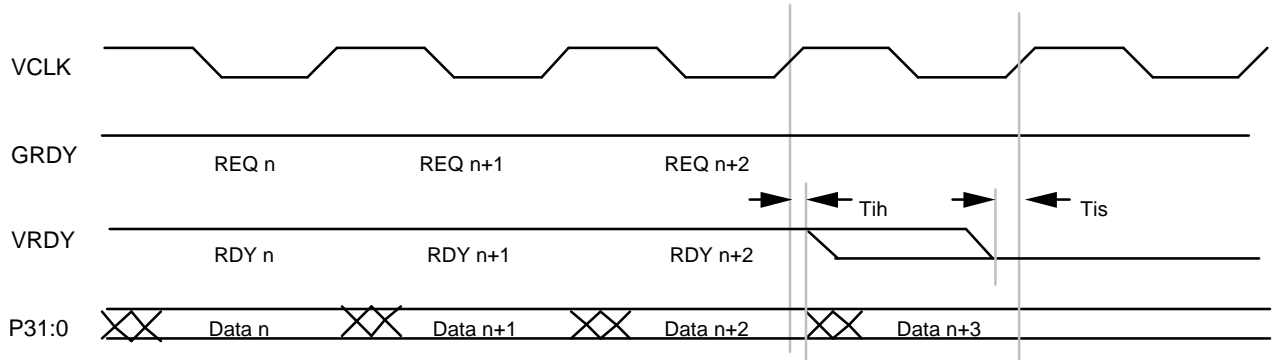 VCLK
GRDY
REQ n REQ n+1 REQ n+2
Tih Tis
VRDY
RDY n RDY n+1 RDY n+2
P31:0 Data n Data n+1 Data n+2 Data n+3